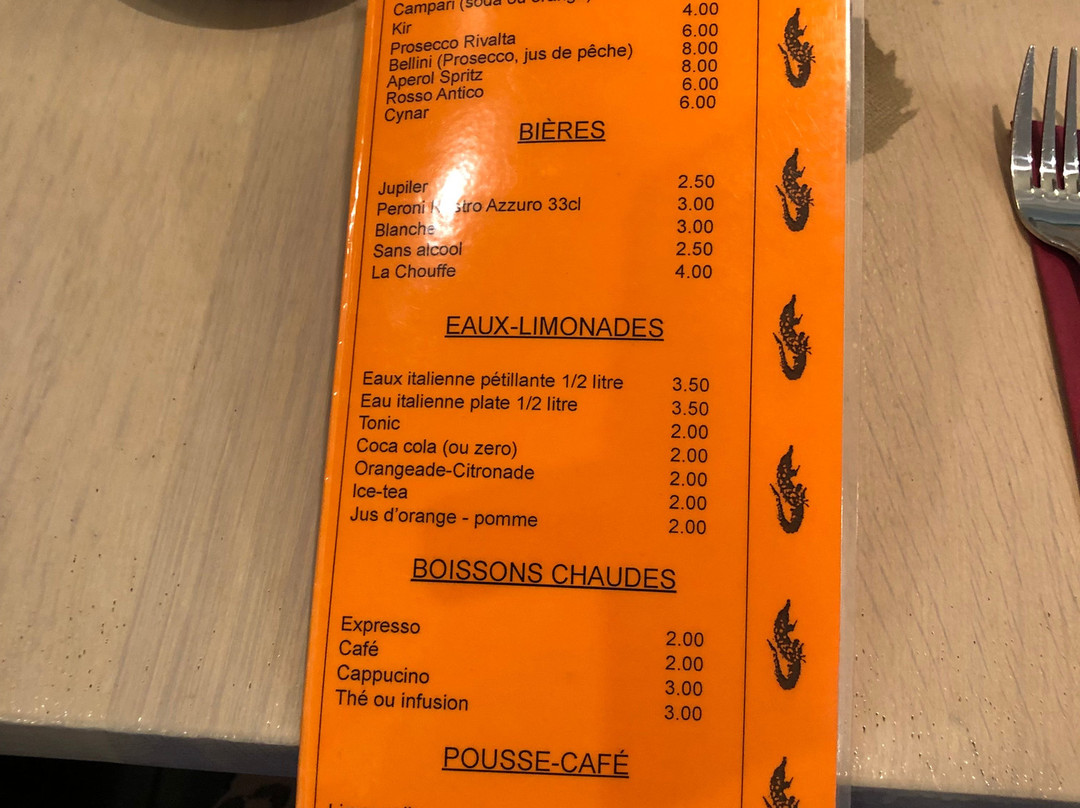 Campari (soda ou orange)
Kir 4.00
Prosecco Rivalta 6.00
Bellini (Prosecco, jus de pêche) 8.00
Aperol Spritz 8.00
Rosso Antico 6.00
Cynar 6.00
BIÈRES
Jupiler 2.50
Peroni Nastro Azzuro 33cl 3.00
Blanche 3.00
Sans alcool 2.50
La Chouffe 4.00
EAUX-LIMONADES
Eaux italienne pétillante 1/2 litre 3.50
Eau italienne plate 1/2 litre 3.50
Tonic 2.00
Coca cola (ou zero) 2.00
Orangeade-Citronade 2.00
Ice-tea 2.00
Jus d'orange - pomme 2.00
BOISSONS CHAUDES
Expresso 2.00
Café 2.00
Cappucino 3.00
Thé ou infusion 3.00
POUSSE-CAFÉ